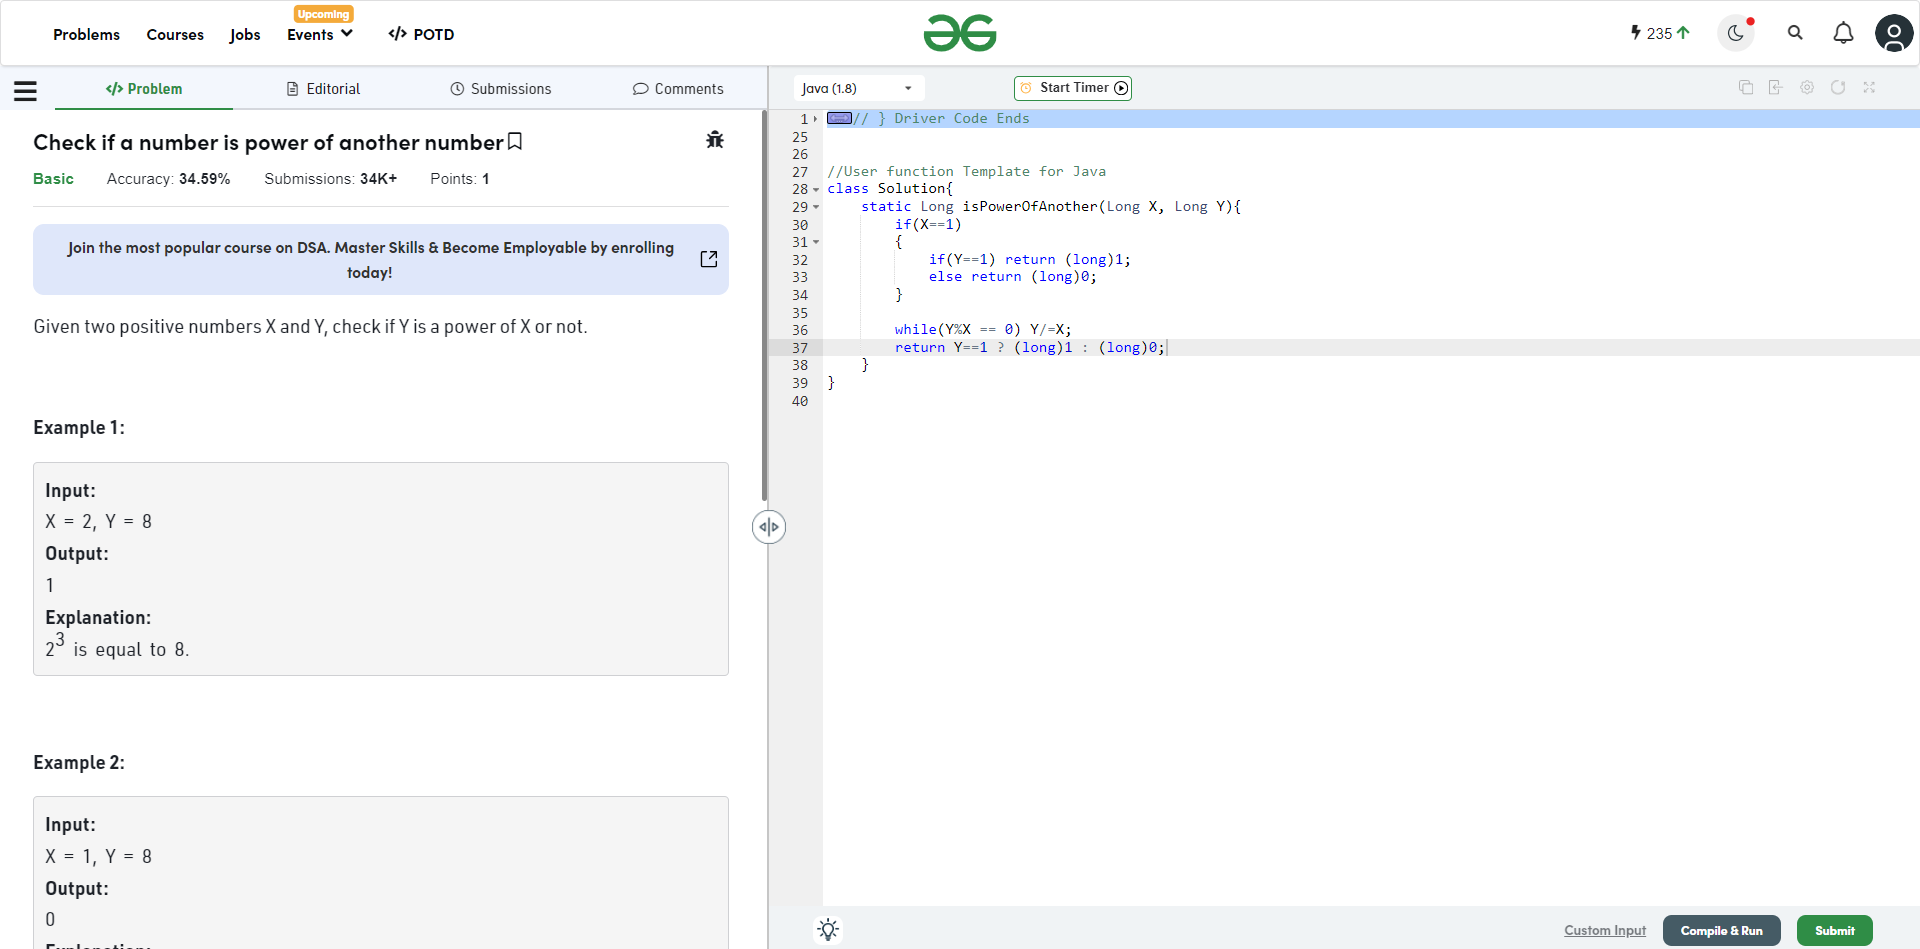 Problems Courses Jobs Events Upcoming </> POTD
235
</> Problem Editorial Submissions Comments
Check if a number is power of another number
Basic Accuracy: 34.59% Submissions: 34K+ Points: 1
Join the most popular course on DSA. Master Skills & Become Employable by enrolling
today!
Given two positive numbers X and Y, check if Y is a power of X or not.
Example 1:
Input:
X = 2, Y = 8
Output:
1
Explanation:
2³ is equal to 8.
Example 2:
Input:
X = 1, Y = 8
Output:
0
Explanation:
Java (1.8) Start Timer
1 // } Driver Code Ends
25
26
27 //User function Template for Java
28 class Solution{
29 static Long isPowerOfAnother(Long X, Long Y){
30 if(X==1)
31 {
32 if(Y==1) return (long)1;
33 else return (long)0;
34 }
35
36 while(Y%X == 0) Y/=X;
37 return Y==1 ? (long)1 : (long)0;
38 }
39 }
40
Custom Input Compile & Run Submit